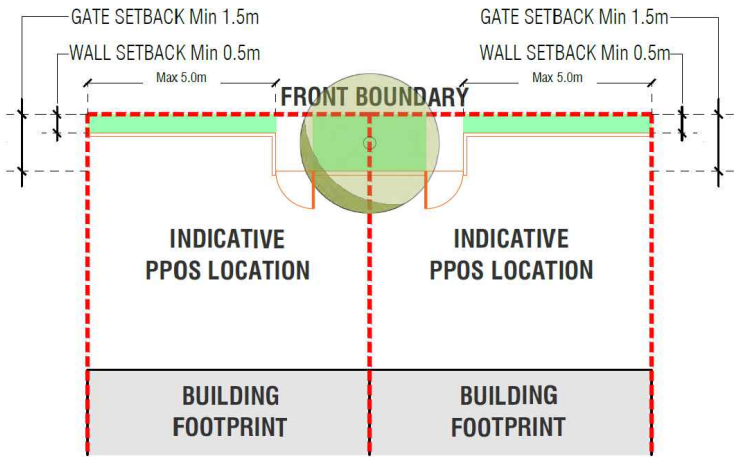 GATE SETBACK Min 1.5m
WALL SETBACK Min 0.5m
Max 5.0m
GATE SETBACK Min 1.5m
WALL SETBACK Min 0.5m
Max 5.0m
FRONT BOUNDARY
INDICATIVE
PPOS LOCATION
INDICATIVE
PPOS LOCATION
BUILDING
FOOTPRINT
BUILDING
FOOTPRINT